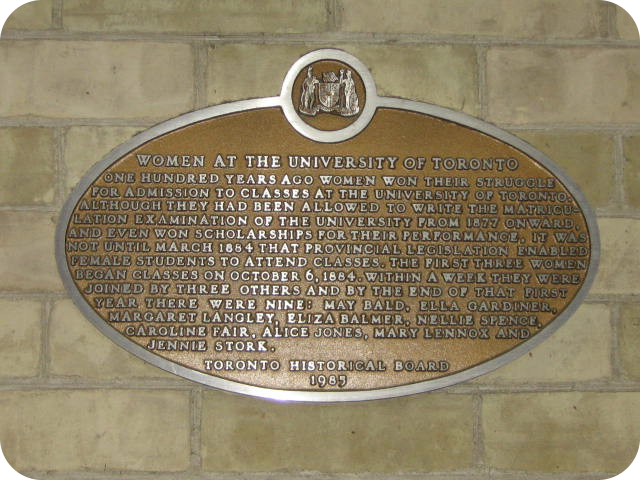 WOMEN AT THE UNIVERSITY OF TORONTO
ONE HUNDRED YEARS AGO WOMEN WON THEIR STRUGGLE
FOR ADMISSION TO CLASSES AT THE UNIVERSITY OF TORONTO.
ALTHOUGH THEY HAD BEEN ALLOWED TO WRITE THE MATRICU-
LATION EXAMINATION OF THE UNIVERSITY FROM 1877 ONWARD,
AND EVEN WON SCHOLARSHIPS FOR THEIR PERFORMANCE, IT WAS
NOT UNTIL MARCH 1884 THAT PROVINCIAL LEGISLATION ENABLED
FEMALE STUDENTS TO ATTEND CLASSES. THE FIRST THREE WOMEN
BEGAN CLASSES ON OCTOBER 6, 1884. WITHIN A WEEK THEY WERE
JOINED BY THREE OTHERS AND BY THE END OF THAT FIRST
YEAR THERE WERE NINE: MAY BALD, ELLA GARDINER,
MARGARET LANGLEY, ELIZA BALMER, NELLIE SPENCE,
CAROLINE FAIR, ALICE JONES, MARY LENNOX AND
JENNIE STORK.
TORONTO HISTORICAL BOARD
1985